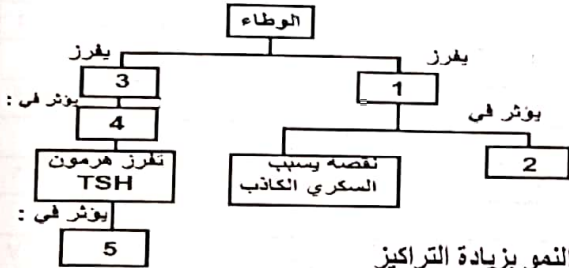 الوطاء
يفرز
يفرز
3
1
يؤثر في :
يؤثر في
4
2
تفرز هرمون
TSH
نقصه يسبب
السكري الكاذب
يؤثر في :
5
النمو بزيادة التراكيز